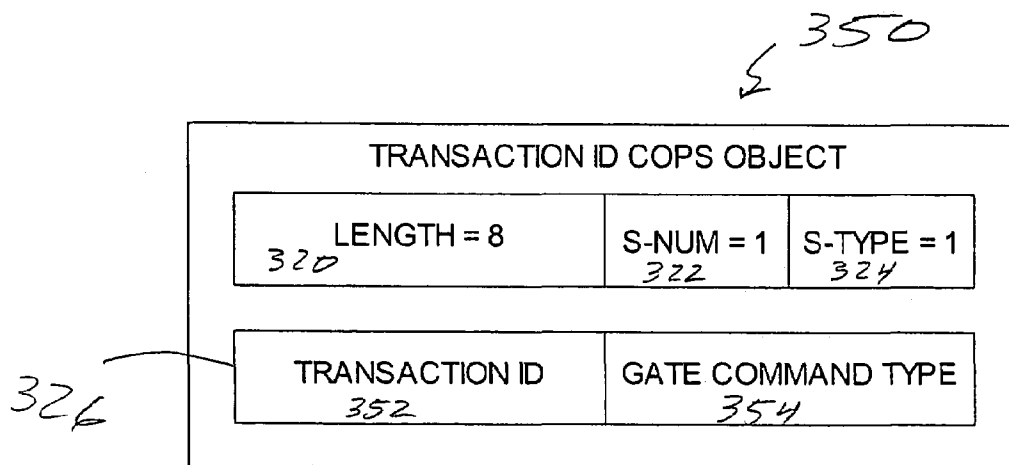 350
TRANSACTION ID COPS OBJECT
LENGTH = 8 S-NUM = 1 S-TYPE = 1
320 322 324
TRANSACTION ID GATE COMMAND TYPE
326 352 354